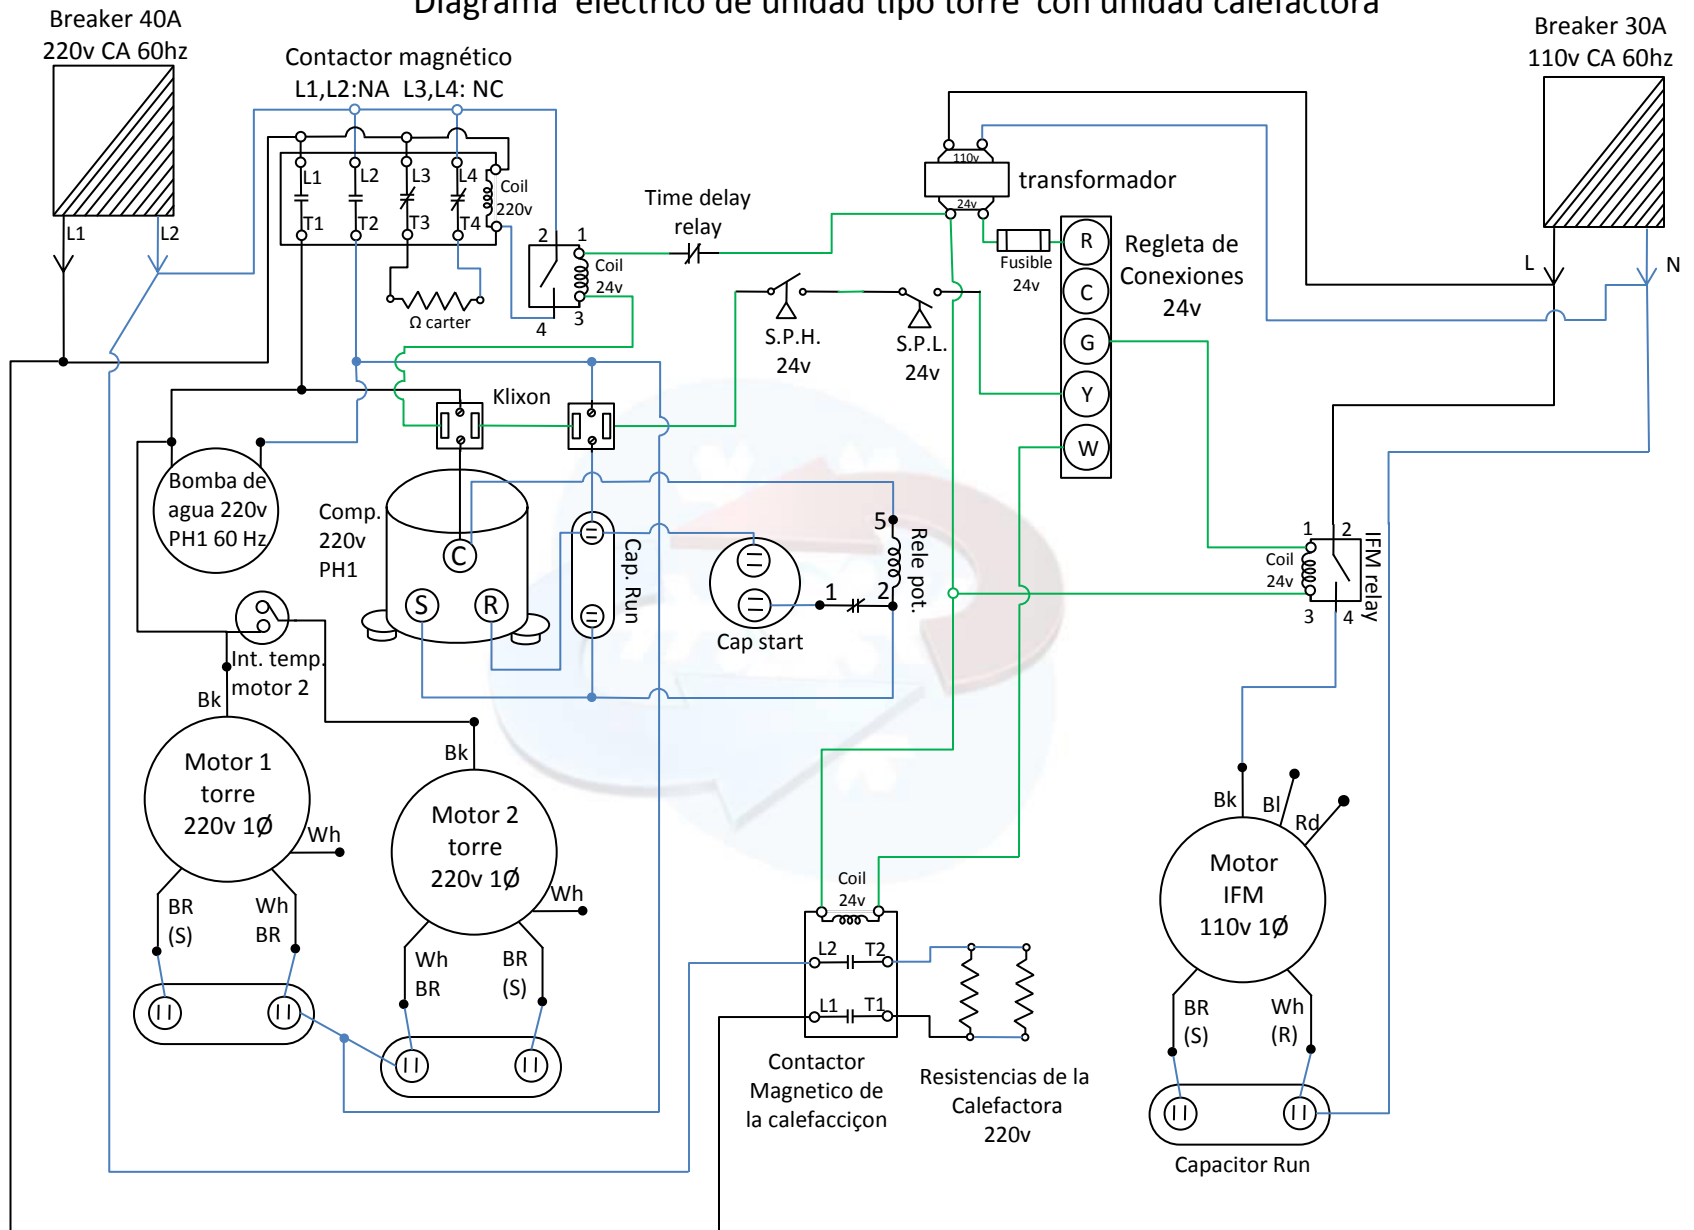 Diagrama eléctrico de unidad tipo torre con unidad calefactora
Breaker 40A
220v CA 60hz
Contactor magnético
L1,L2:NA L3,L4: NC
Breaker 30A
110v CA 60hz
L1
L2
L1
L2
L3
L4
Coil
220v
T1
T2
T3
T4
Ω carter
2
1
Coil
24v
4
3
Time delay
relay
110v
transformador
24v
Fusible
24v
R
C
G
Y
W
Regleta de
Conexiones
24v
L
N
S.P.H.
24v
S.P.L.
24v
Klixon
Bomba de
agua 220v
PH1 60 Hz
Comp.
220v
PH1
C
S
R
Cap. Run
Cap start
5
1
2
Rele pot.
1
2
Coil
24v
3
4
IFM relay
Int. temp.
motor 2
Bk
Motor 1
torre
220v 1Ø
Wh
BR
(S)
Wh
BR
Bk
Motor 2
torre
220v 1Ø
Wh
Wh
BR
BR
(S)
Coil
24v
L2
T2
L1
T1
Contactor
Magnetico de
la calefacciçon
Resistencias de la
Calefactora
220v
Bk
Bl
Rd
Motor
IFM
110v 1Ø
BR
(S)
Wh
(R)
Capacitor Run